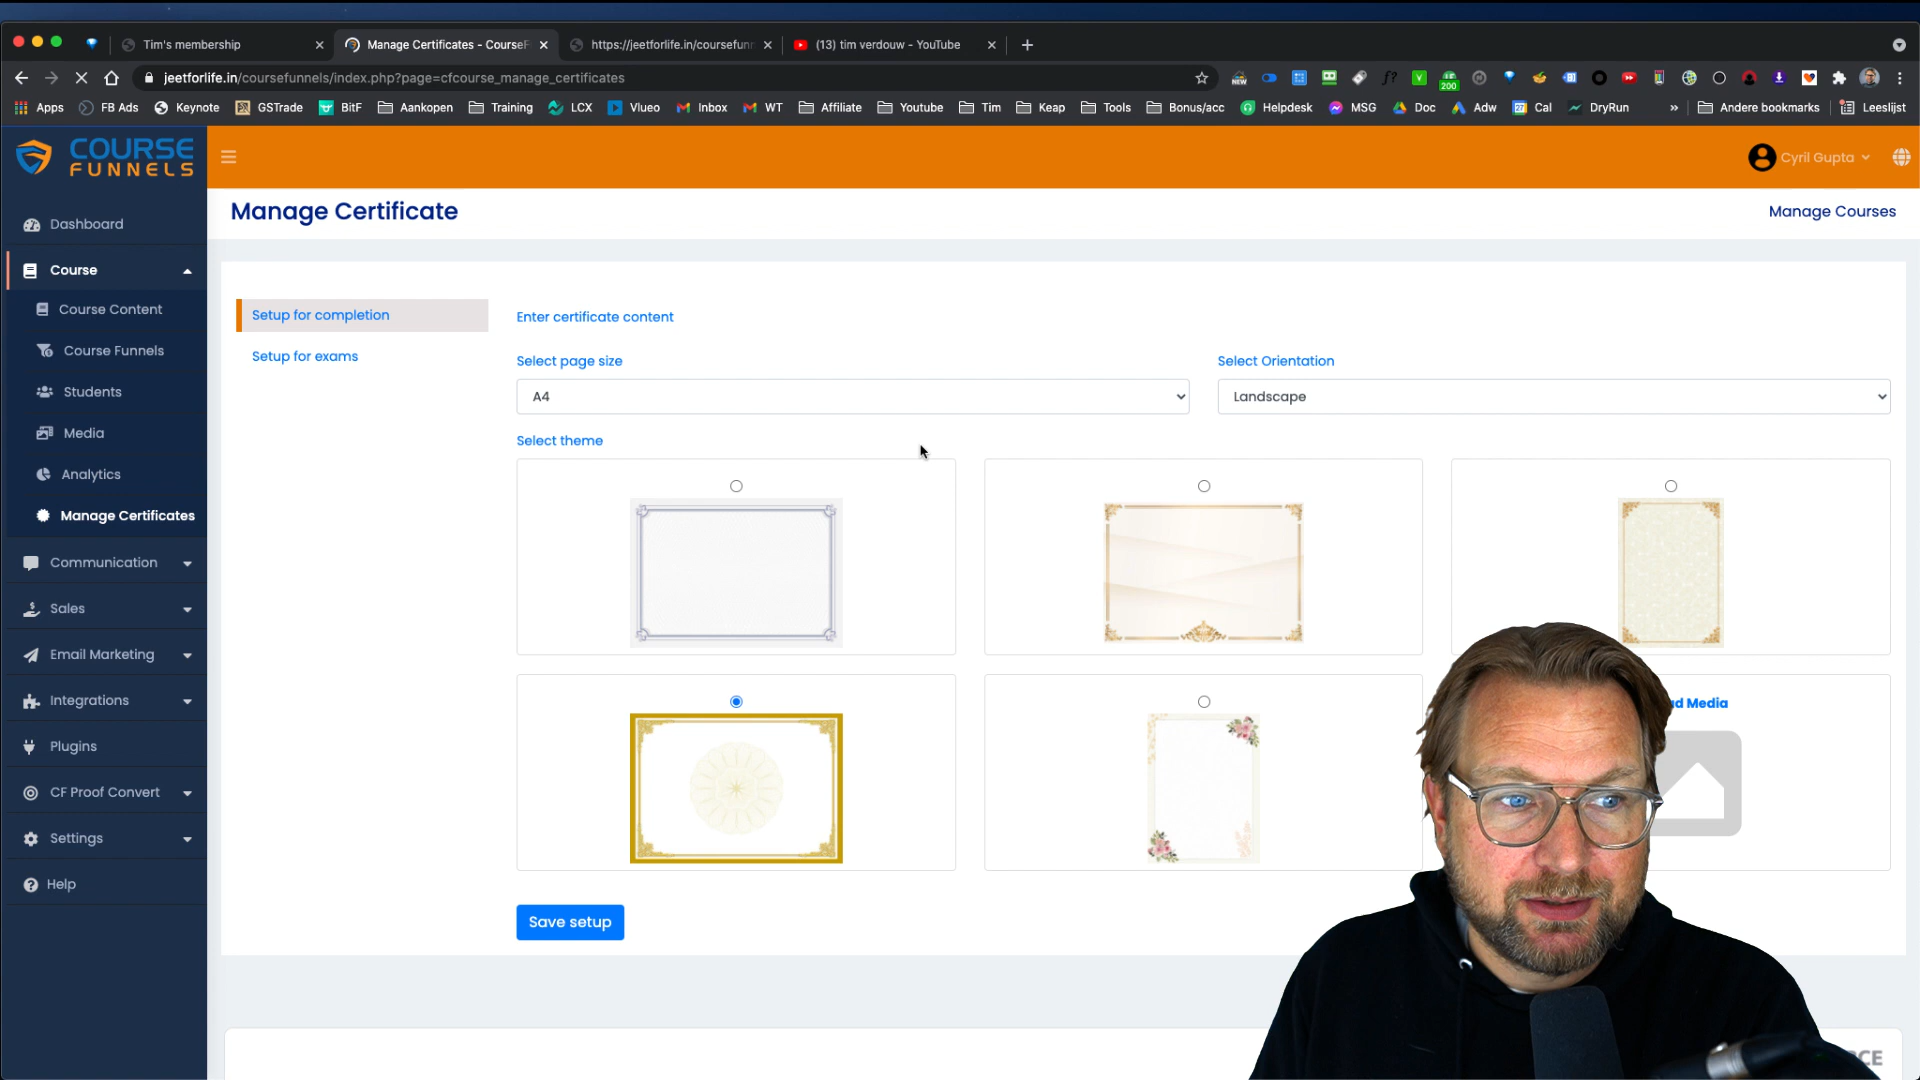 Tim's membership
Manage Certificates - CourseF
https://jeetforlife.in/coursefunn
(13) tim verdouw - YouTube
jeetforlife.in/coursefunnels/index.php?page=cfcourse_manage_certificates
NEW
f?
200
Apps
FB Ads
Keynote
GSTrade
BitF
Aankopen
Training
LCX
Vlueo
Inbox
WT
Affiliate
Youtube
Tim
Keap
Tools
Bonus/acc
Helpdesk
MSG
Doc
Adw
Cal
DryRun
»
Andere bookmarks
Leeslijst
COURSE
FUNNELS
Cyril Gupta
Manage Certificate
Manage Courses
Dashboard
Course
Course Content
Course Funnels
Students
Media
Analytics
Manage Certificates
Communication
Sales
Email Marketing
Integrations
Plugins
CF Proof Convert
Settings
Help
Setup for completion
Setup for exams
Enter certificate content
Select page size
Select Orientation
A4
Landscape
Select theme
d Media
Save setup
CE